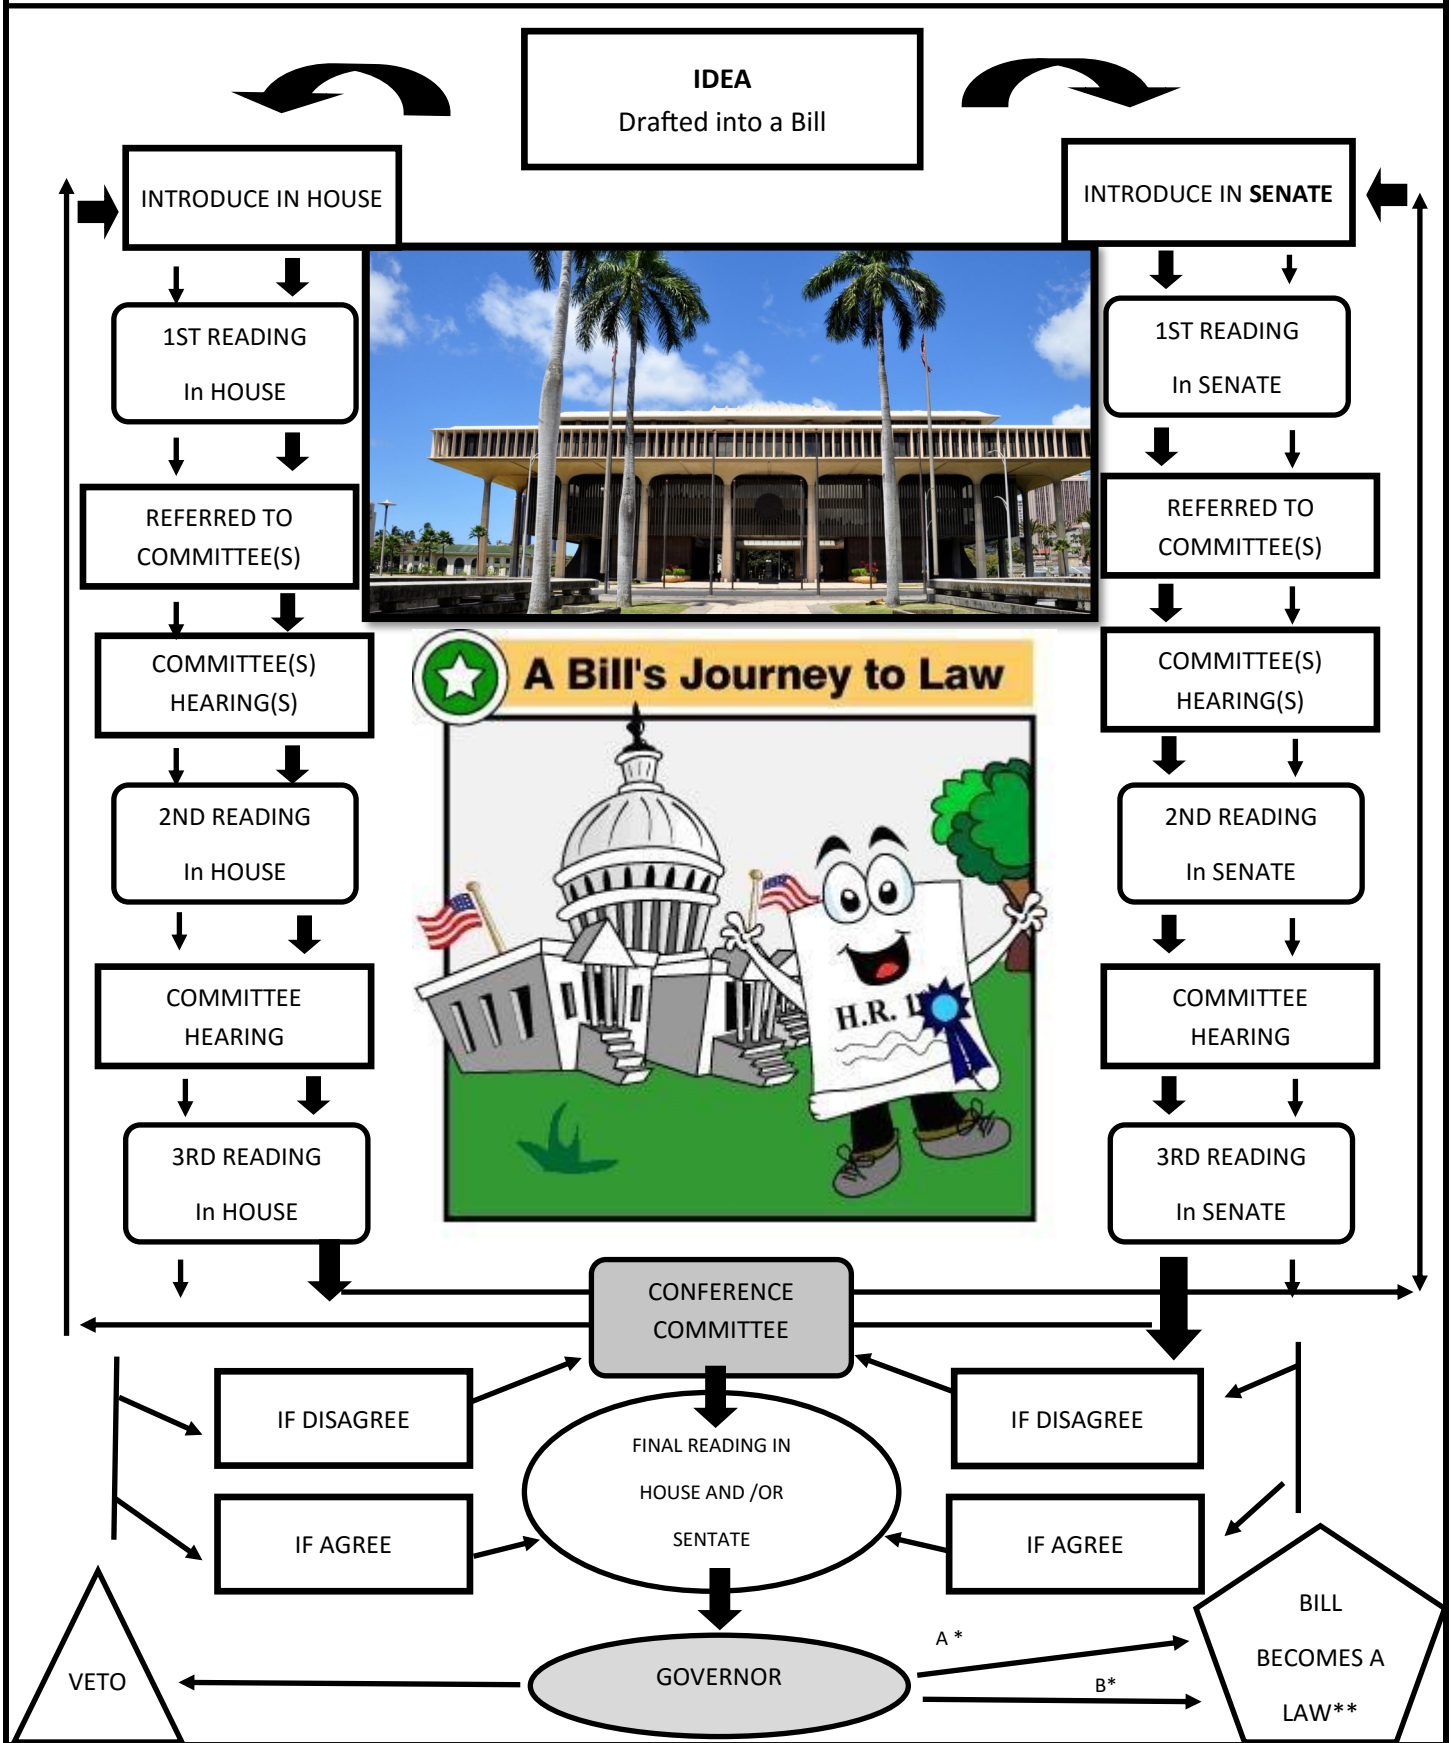 IDEA
Drafted into a Bill
INTRODUCE IN HOUSE
1ST READING
In HOUSE
REFERRED TO
COMMITTEE(S)
COMMITTEE(S)
HEARING(S)
2ND READING
In HOUSE
COMMITTEE
HEARING
3RD READING
In HOUSE
INTRODUCE IN SENATE
1ST READING
In SENATE
REFERRED TO
COMMITTEE(S)
COMMITTEE(S)
HEARING(S)
2ND READING
In SENATE
COMMITTEE
HEARING
3RD READING
In SENATE
A Bill's Journey to Law
H.R. 1
CONFERENCE
COMMITTEE
IF DISAGREE
IF DISAGREE
FINAL READING IN
HOUSE AND /OR
SENTATE
IF AGREE
IF AGREE
VETO
GOVERNOR
A *
B*
BILL
BECOMES A
LAW**